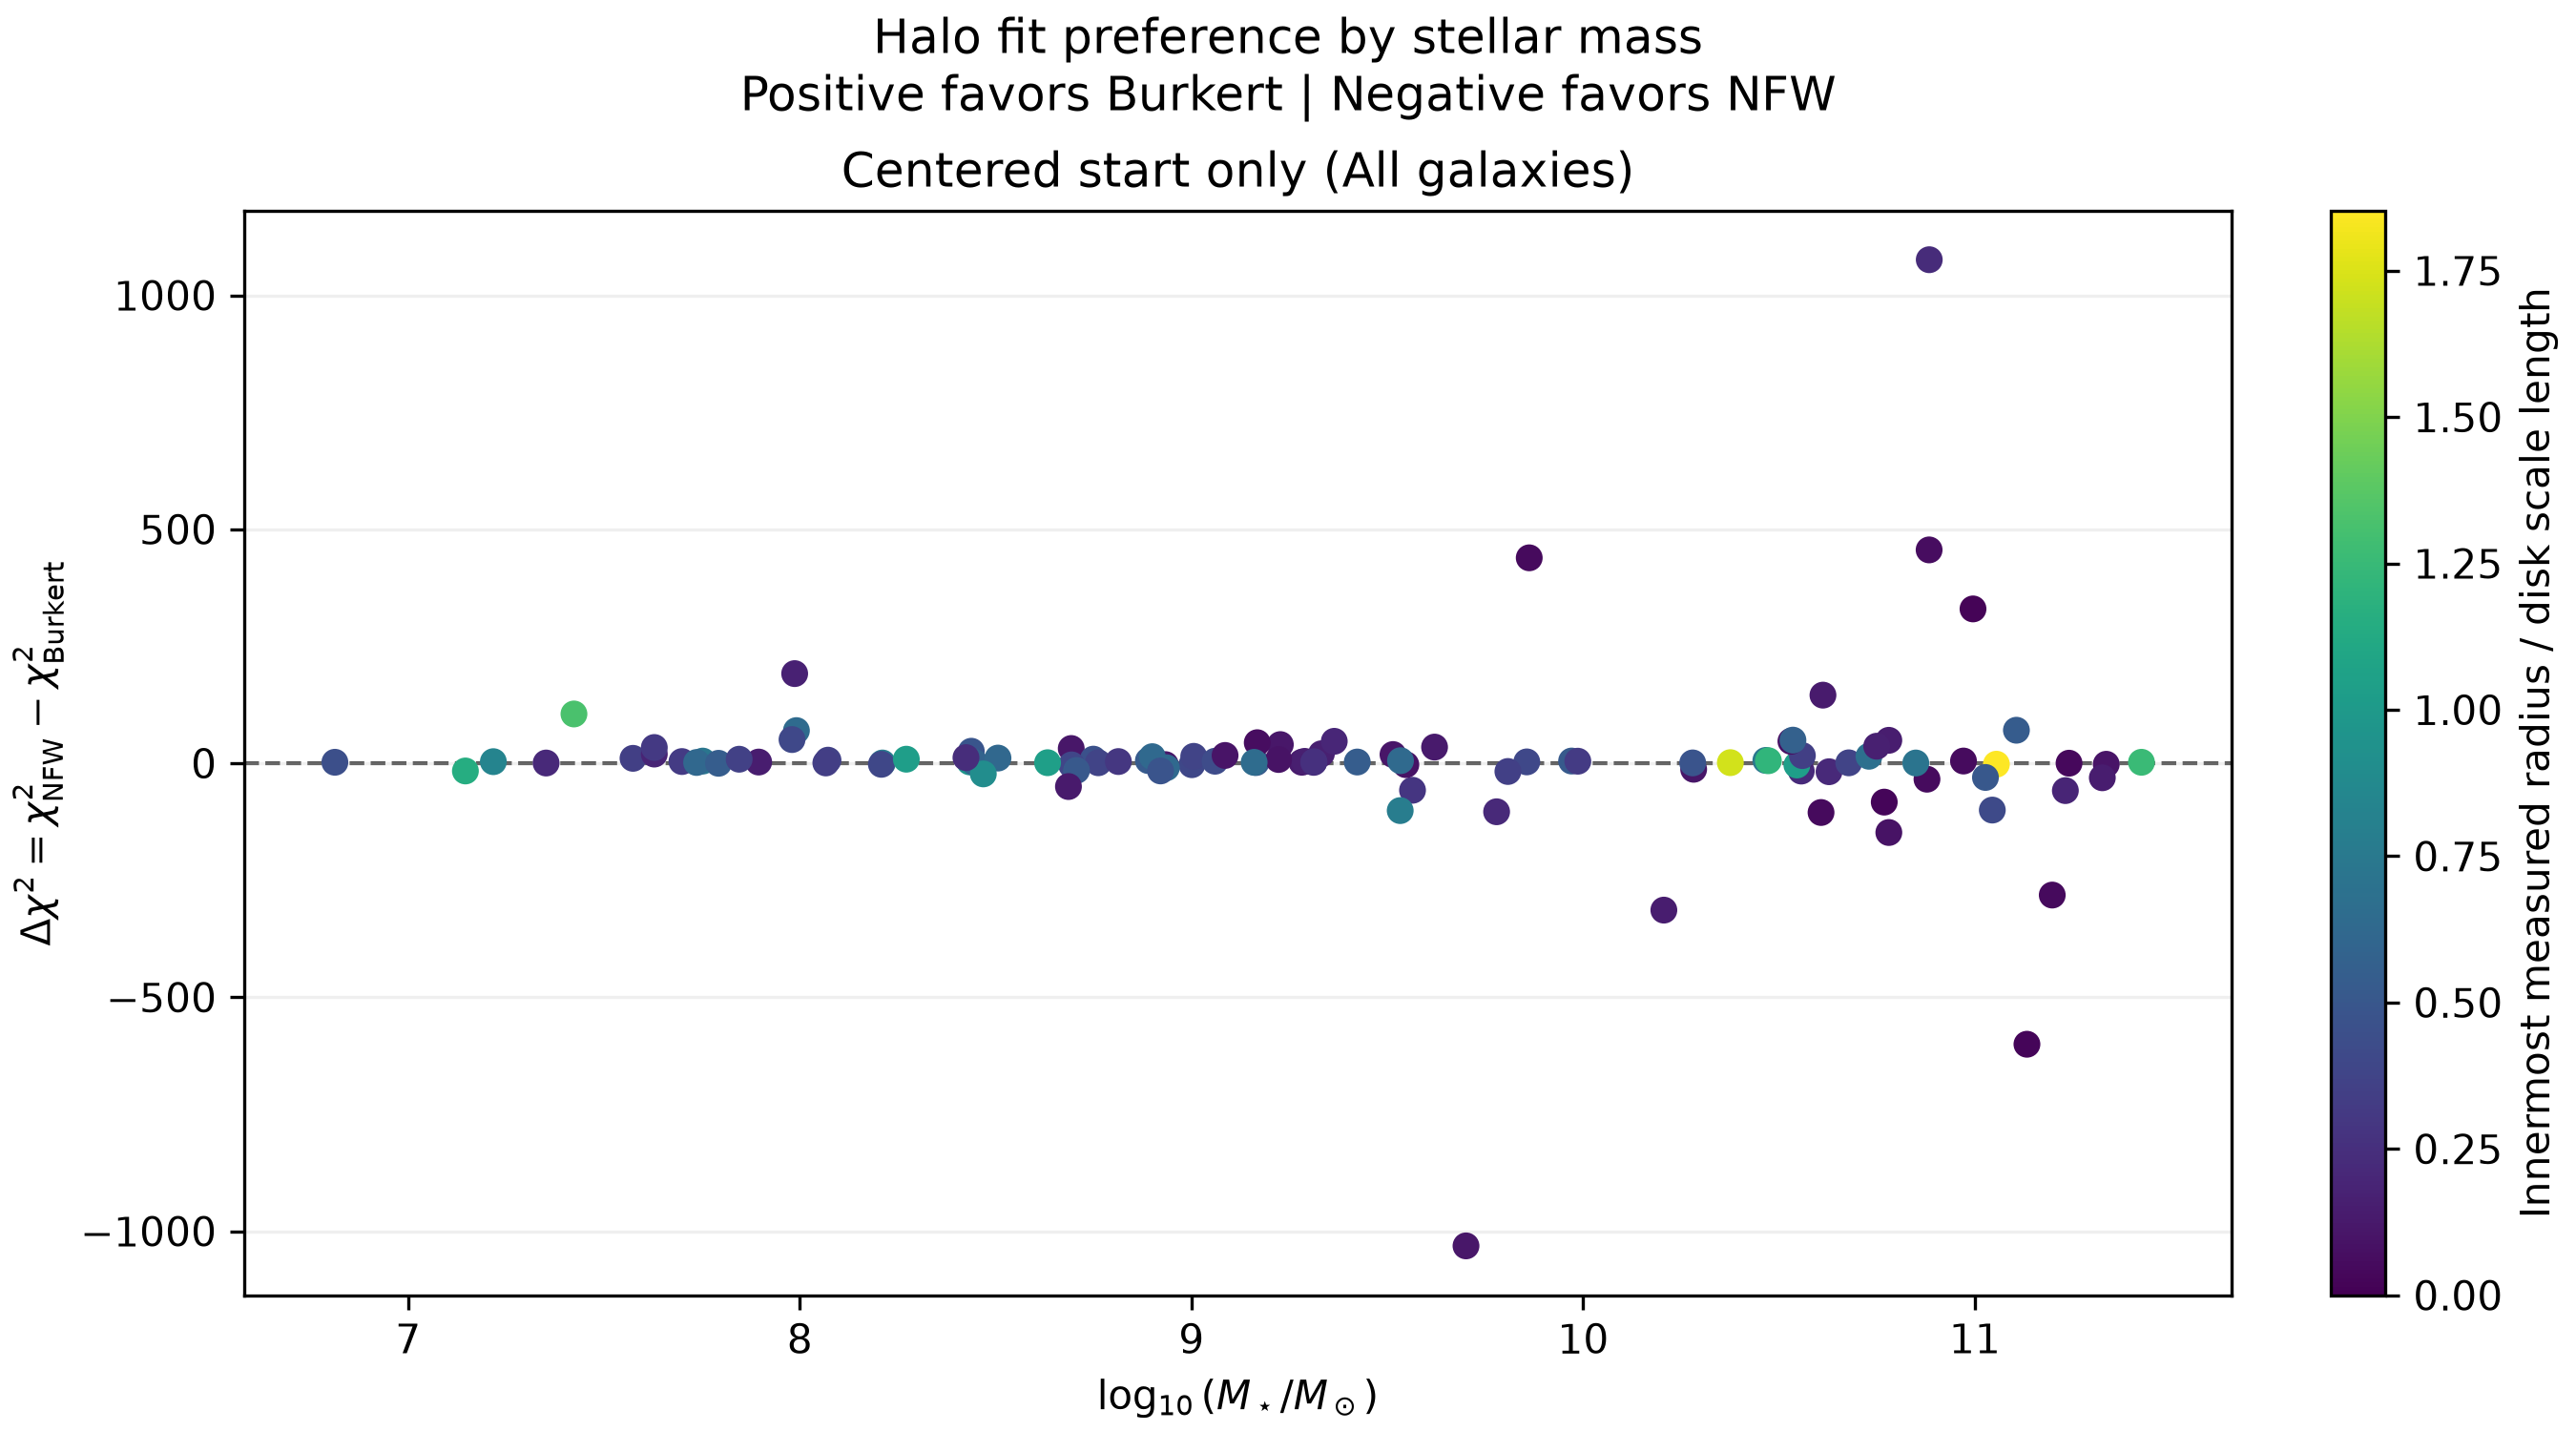 Halo fit preference by stellar mass
Positive favors Burkert | Negative favors NFW
Centered start only (All galaxies)
1000
500
0
−500
−1000
Δχ² = χ²NFW − χ²Burkert
7 8 9 10 11
log₁₀(M⋆/M⊙)
1.75
1.50
1.25
1.00
0.75
0.50
0.25
0.00
Innermost measured radius / disk scale length